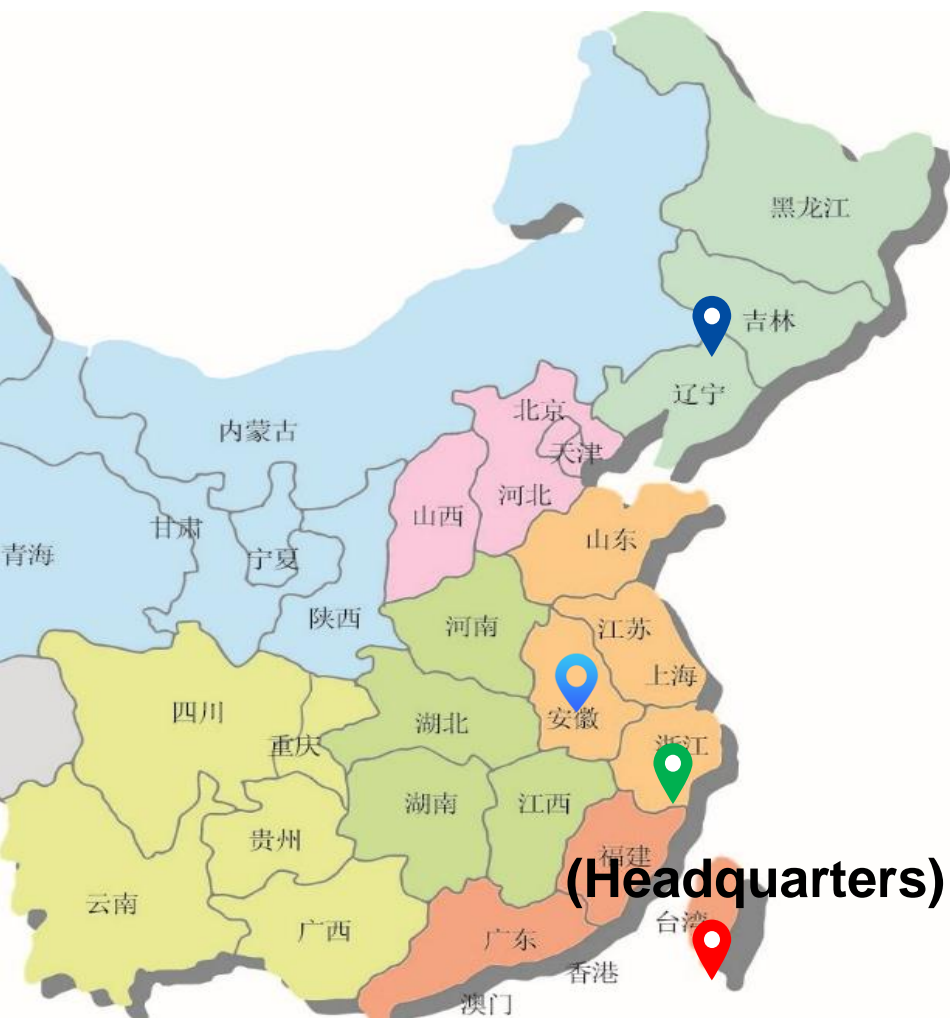 黑龙江
吉林
辽宁
北京
内蒙古
天津
河北
山西
甘肃
山东
青海
宁夏
陕西
河南
江苏
上海
四川
安徽
湖北
重庆
浙江
湖南
江西
贵州
福建
(Headquarters)
云南
台湾
广西
广东
香港
澳门